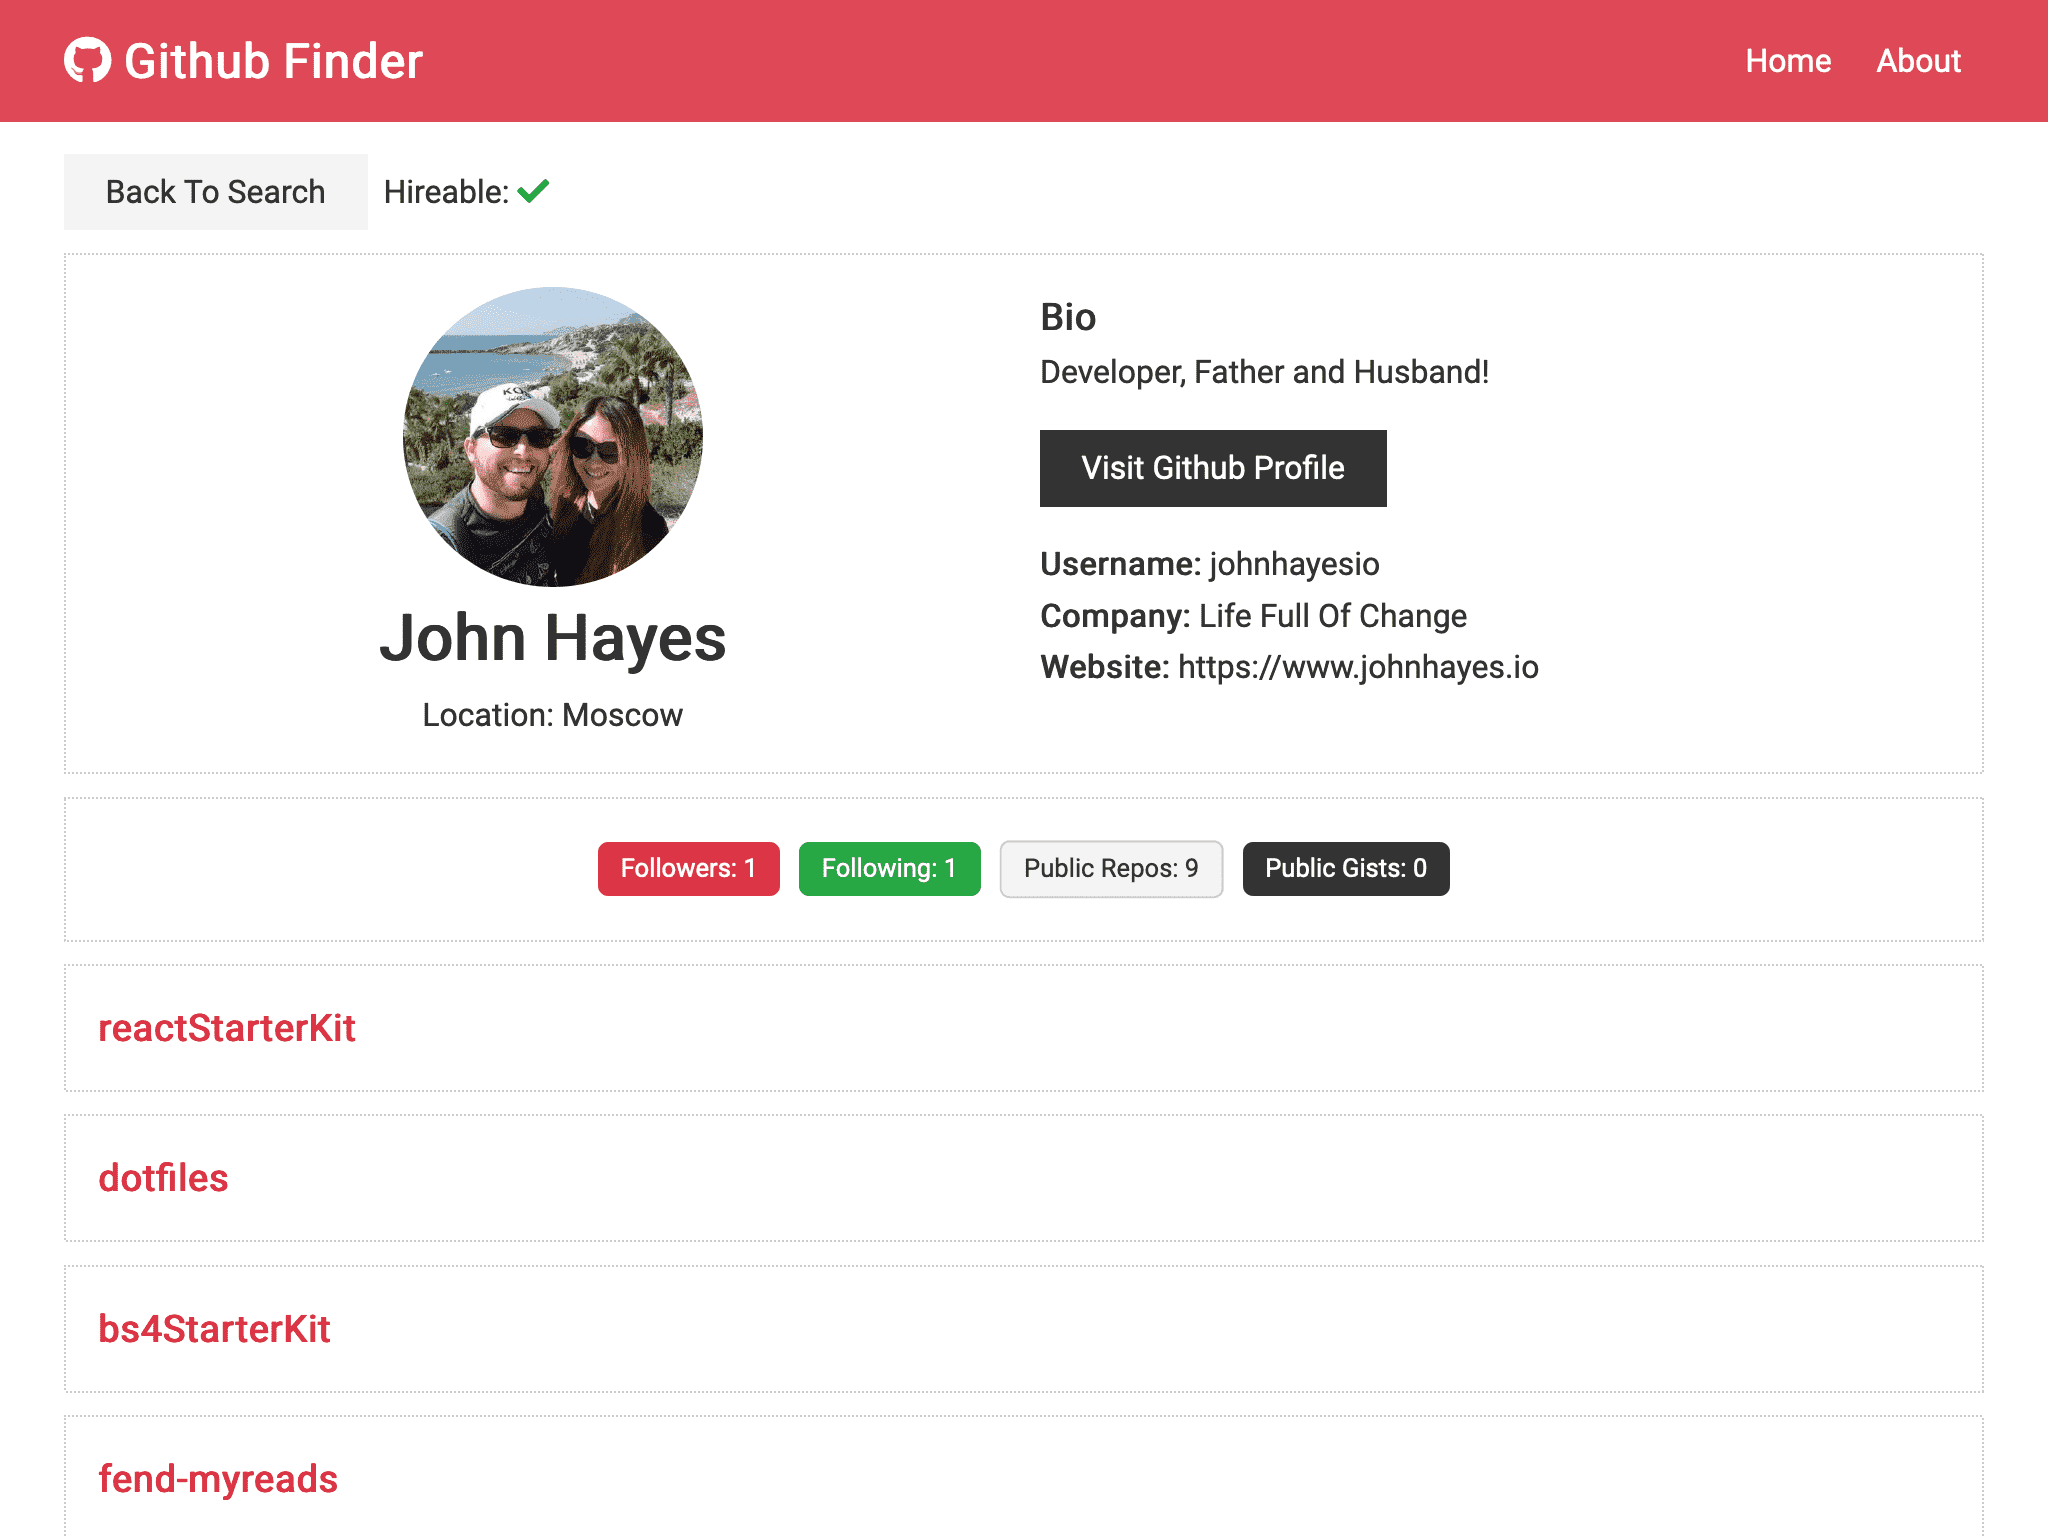 Github Finder
Home
About
Back To Search
Hireable:
Bio
Developer, Father and Husband!
Visit Github Profile
Username: johnhayesio
Company: Life Full Of Change
Website: https://www.johnhayes.io
John Hayes
Location: Moscow
Followers: 1
Following: 1
Public Repos: 9
Public Gists: 0
reactStarterKit
dotfiles
bs4StarterKit
fend-myreads